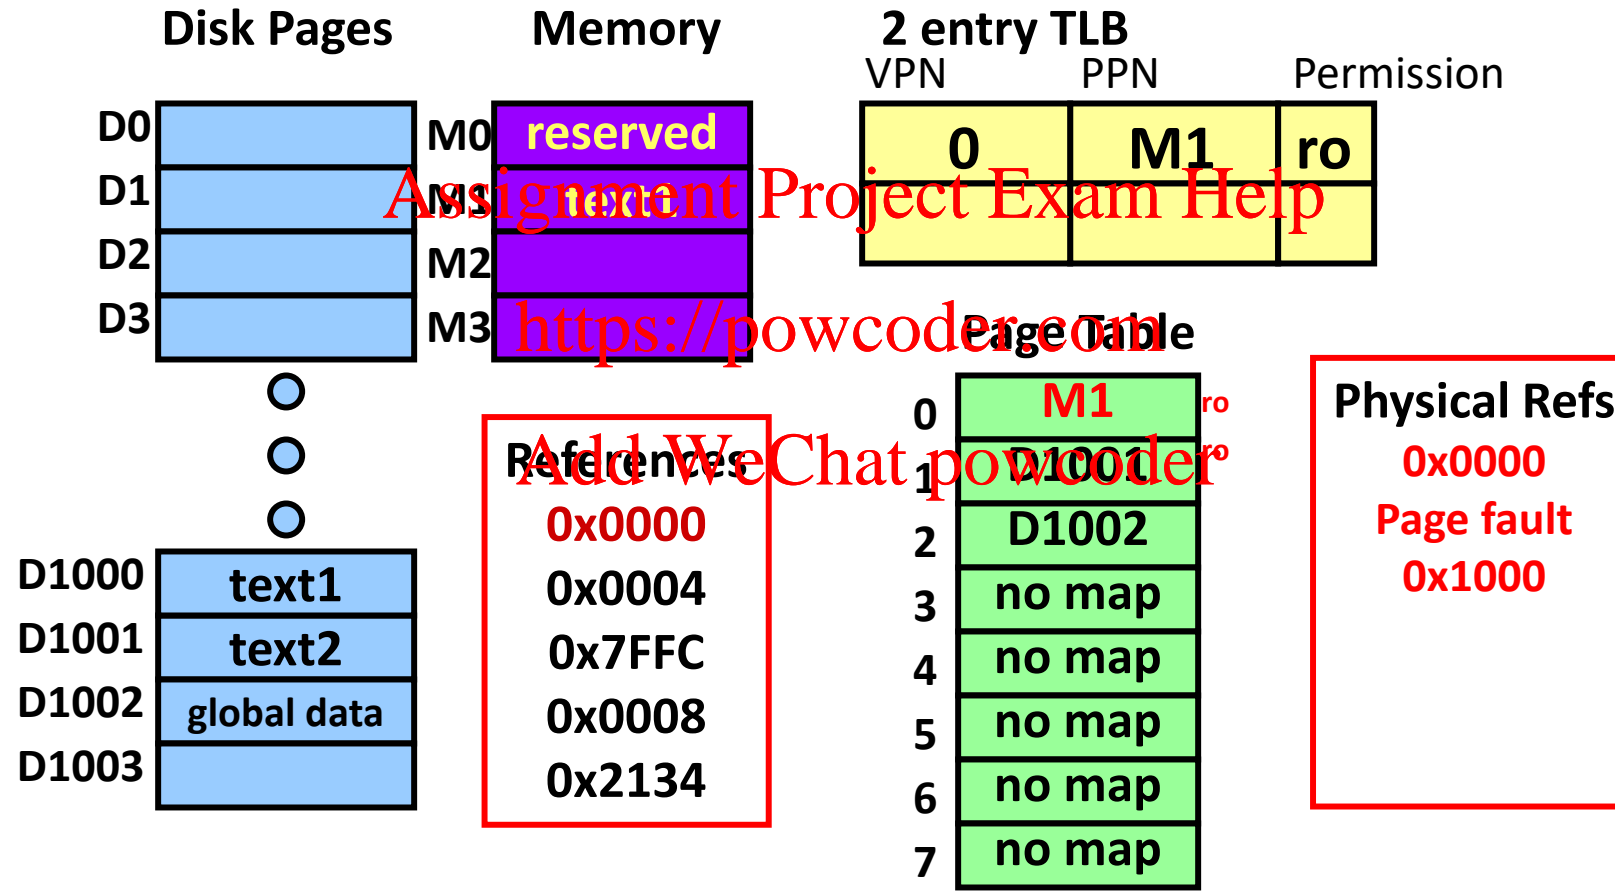 Disk Pages Memory 2 entry TLB
VPN PPN Permission
D0 M0 reserved 0 M1 ro
D1 M1 text1
Assignment Project Exam Help
D2 M2
D3 M3
https://powcoder.com
Page Table
0 M1 ro
Physical Refs
References
1 D1001 ro
Add WeChat powcoder
0x0000
0x0000
2 D1002
Page fault
D1000 text1
0x0004
3 no map
0x1000
D1001 text2
0x7FFC
4 no map
D1002 global data
0x0008
5 no map
D1003
0x2134
6 no map
7 no map